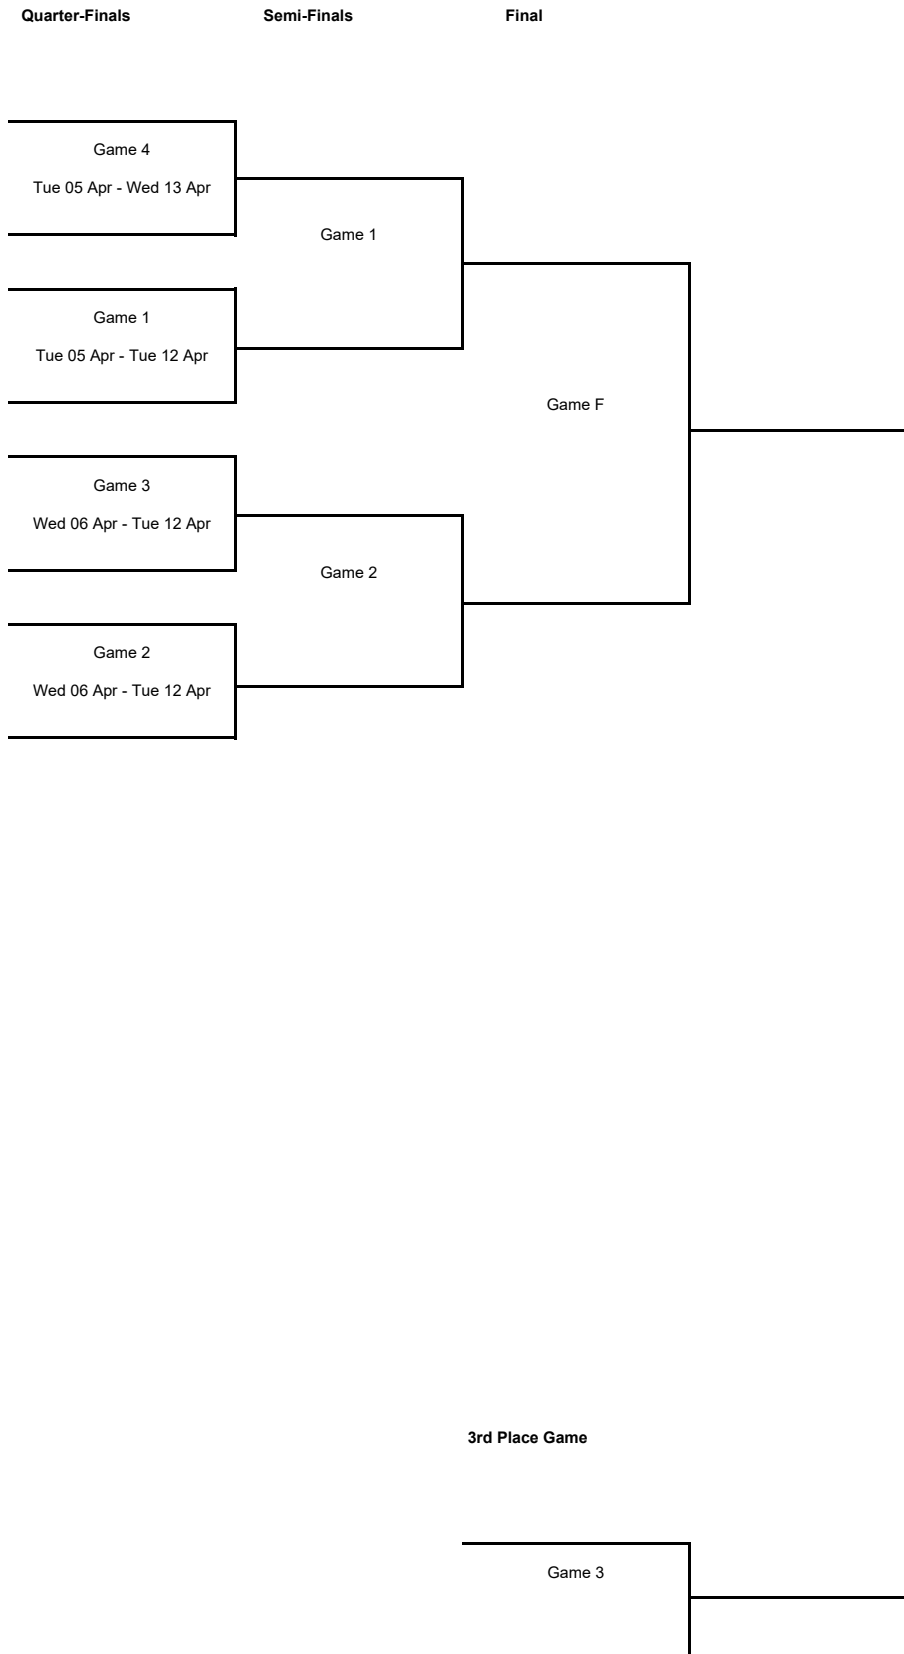 Quarter-Finals
Semi-Finals
Final
Game 4
Tue 05 Apr - Wed 13 Apr
Game 1
Game 1
Tue 05 Apr - Tue 12 Apr
Game F
Game 3
Wed 06 Apr - Tue 12 Apr
Game 2
Game 2
Wed 06 Apr - Tue 12 Apr
3rd Place Game
Game 3